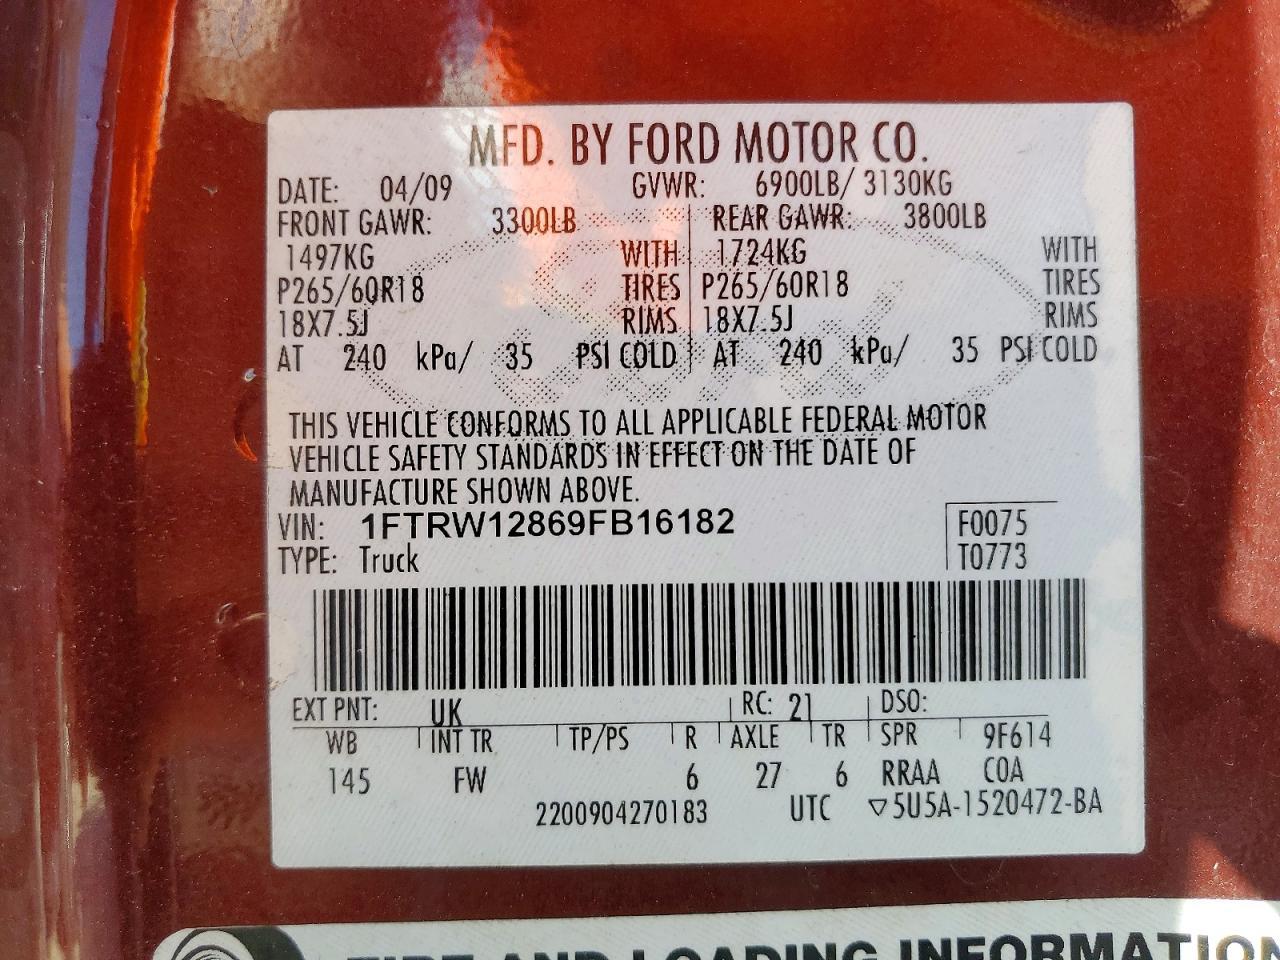 MFD. BY FORD MOTOR CO.
DATE: 04/09 GVWR: 6900LB/ 3130KG
FRONT GAWR: 3300LB REAR GAWR: 3800LB
1497KG WITH 1724KG WITH
P265/60R18 TIRES P265/60R18 TIRES
18X7.5J RIMS 18X7.5J RIMS
AT 240 kPa/ 35 PSI COLD AT 240 kPa/ 35 PSI COLD
THIS VEHICLE CONFORMS TO ALL APPLICABLE FEDERAL MOTOR
VEHICLE SAFETY STANDARDS IN EFFECT ON THE DATE OF
MANUFACTURE SHOWN ABOVE.
VIN: 1FTRW12869FB16182 F0075
TYPE: Truck T0773
EXT PNT: UK RC: 21 DSO:
WB INT TR TP/PS R AXLE TR SPR 9F614
145 FW 6 27 6 RRAA COA
2200904270183 UTC ▽5U5A-1520472-BA
TIRE AND LOADING INFORMATION